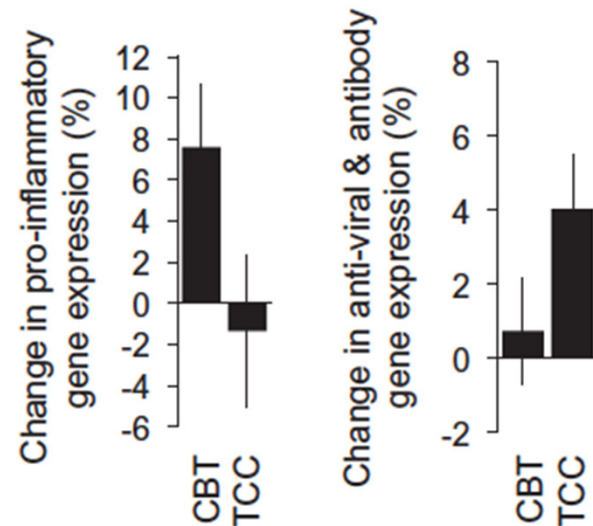 Change in pro-inflammatory
gene expression (%)
12
10
8
6
4
2
0
-2
-4
-6
CBT
TCC
Change in anti-viral & antibody
gene expression (%)
8
6
4
2
0
-2
CBT
TCC